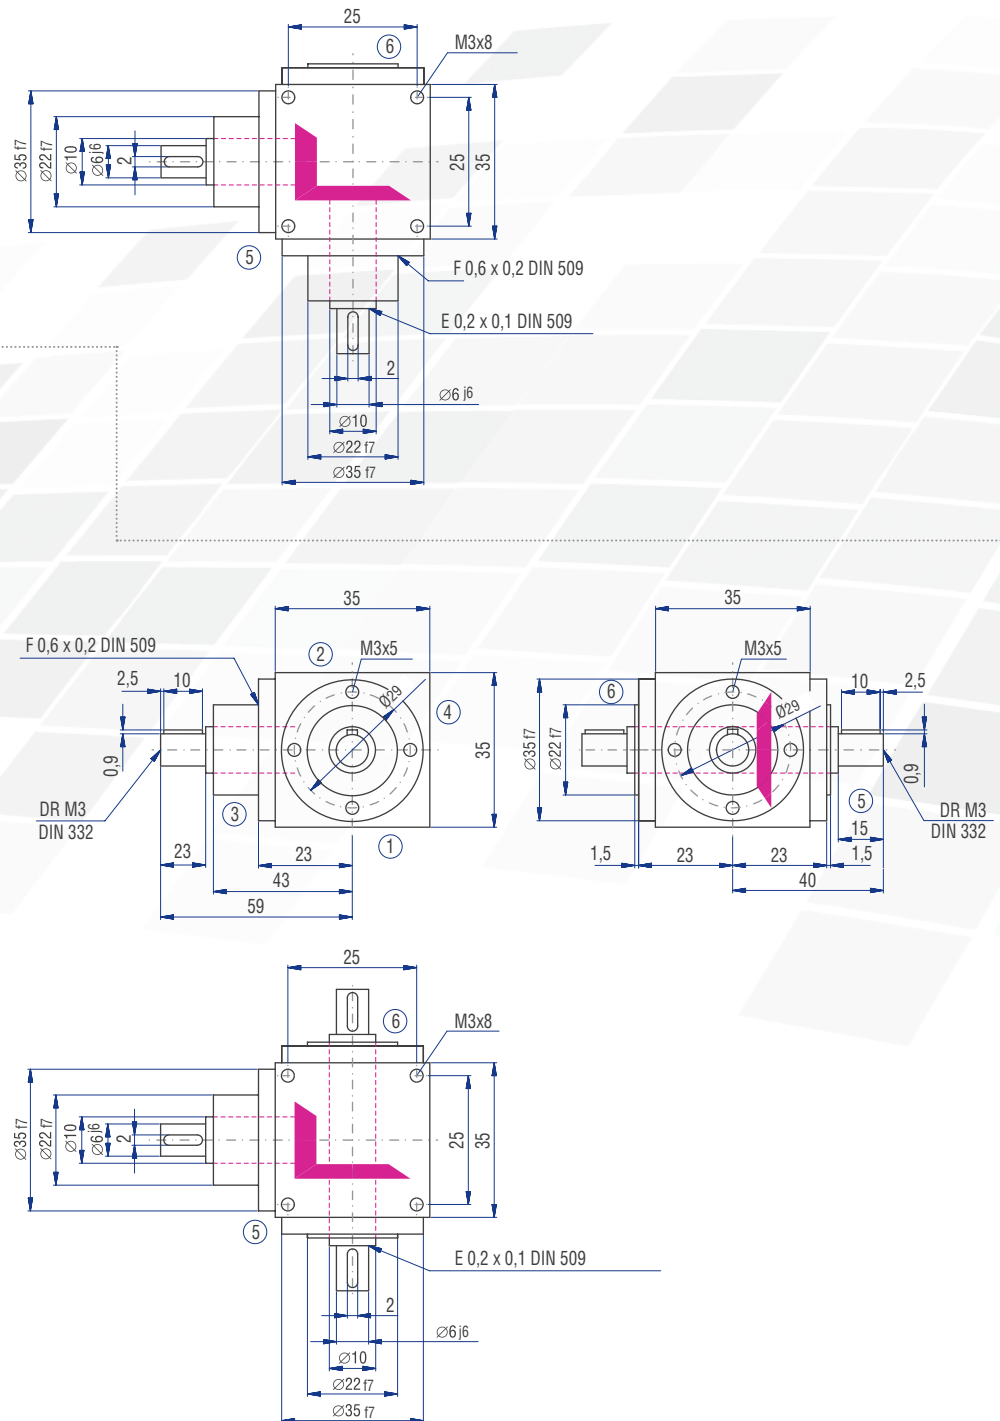 25
6
M3x8
Ø35 f7
Ø22 f7
Ø10
Ø6 j6
2
25
35
5
F 0,6 x 0,2 DIN 509
E 0,2 x 0,1 DIN 509
2
Ø6 j6
Ø10
Ø22 f7
Ø35 f7
35
F 0,6 x 0,2 DIN 509
2
M3x5
2,5
10
Ø29
4
35
0,9
3
DR M3
DIN 332
1
23
23
43
59
35
M3x5
6
10
2,5
Ø29
Ø35 f7
Ø22 f7
0,9
5
DR M3
DIN 332
15
1,5
23
23
1,5
40
25
6
M3x8
Ø35 f7
Ø22 f7
Ø10
Ø6 j6
2
25
35
5
E 0,2 x 0,1 DIN 509
2
Ø6 j6
Ø10
Ø22 f7
Ø35 f7